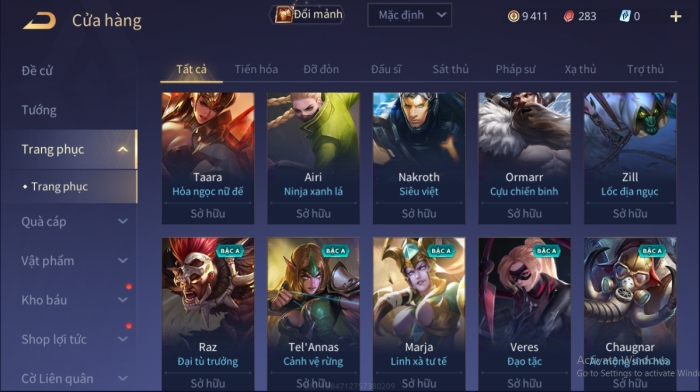 Cửa hàng
Đổi mảnh
Mặc định
9 411
283
0
Đề cử
Tướng
Trang phục
Trang phục
Quà cáp
Vật phẩm
Kho báu
Shop lợi tức
Cờ Liên quân
Tất cả
Tiến hóa
Đỡ đòn
Đấu sĩ
Sát thủ
Pháp sư
Xạ thủ
Trợ thủ
Taara
Hỏa ngọc nữ đế
Sở hữu
Airi
Ninja xanh lá
Sở hữu
Nakroth
Siêu việt
Sở hữu
Ormarr
Cựu chiến binh
Sở hữu
Zill
Lốc địa ngục
Sở hữu
Raz
Đại tù trưởng
Sở hữu
BẬC A
Tel'Annas
Cảnh vệ rừng
Sở hữu
BẬC A
Marja
Linh xà tư tế
Sở hữu
BẬC A
Veres
Đạo tặc
Sở hữu
BẬC A
Chaugnar
Sở hữu
Activate Windows
Go to Settings to activate Wind